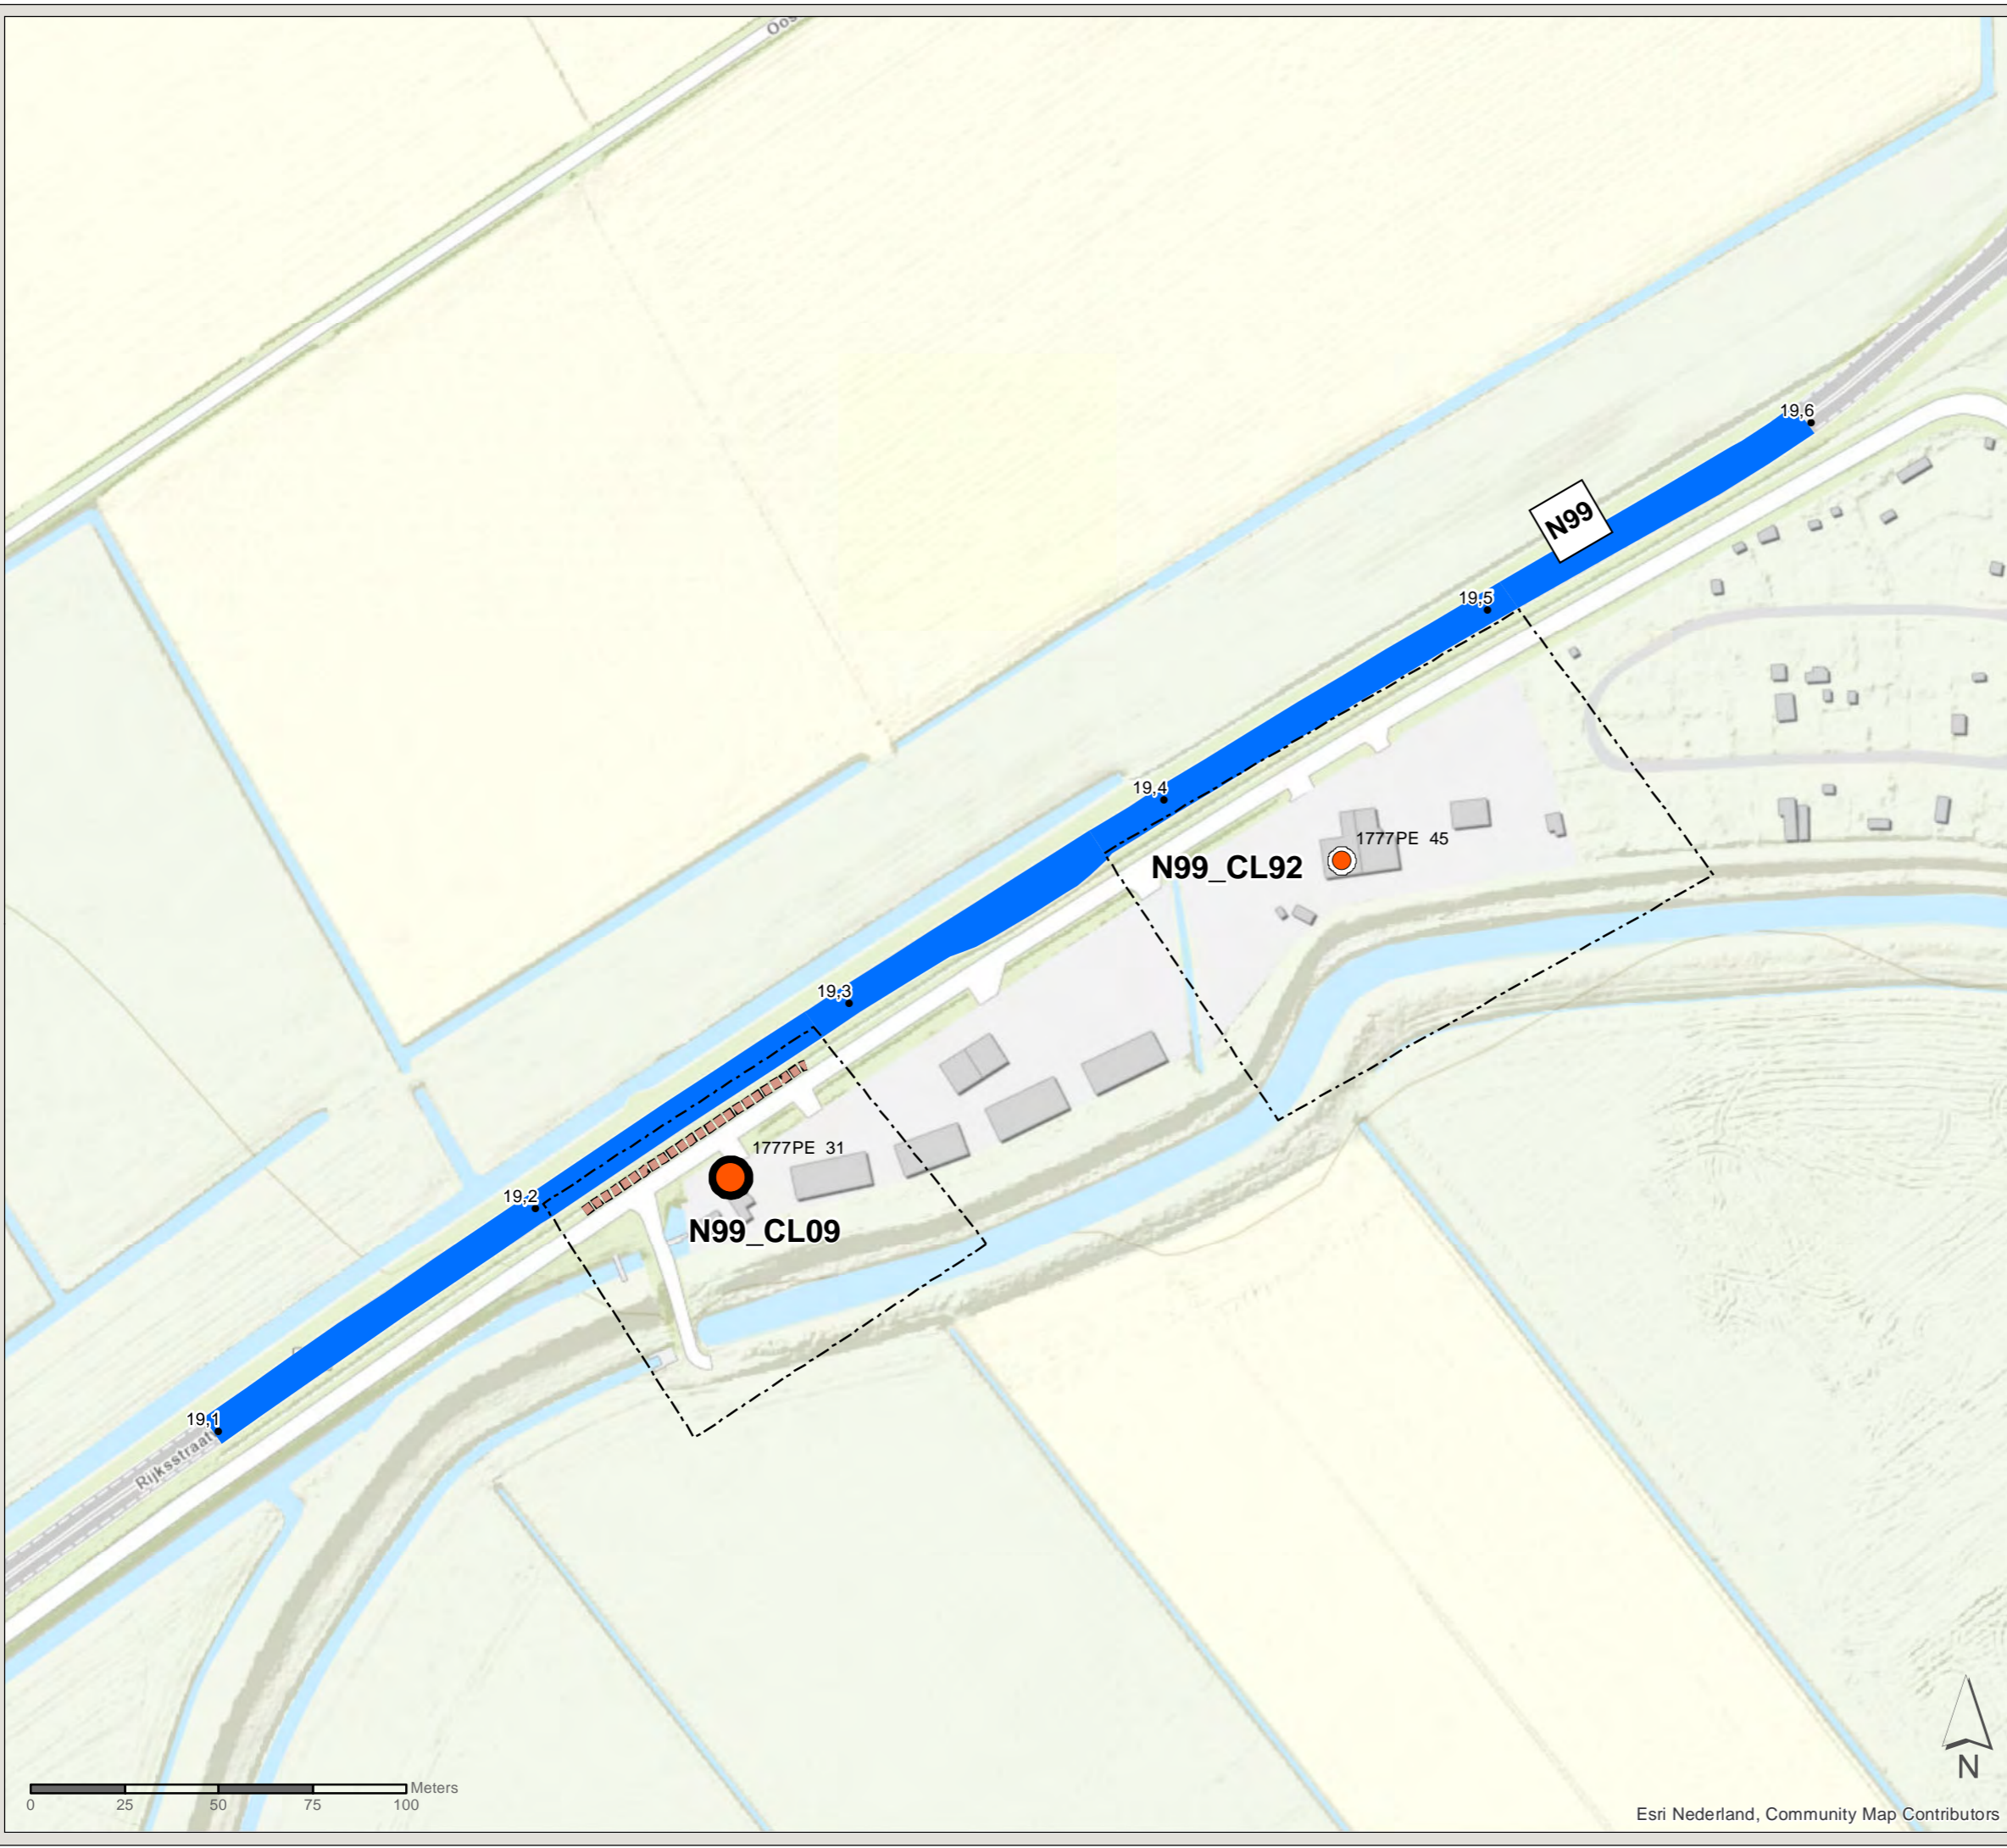 Oos
19,6
N99
19,5
19,4
1777PE 45
N99_CL92
19,3
1777PE 31
19,2
N99_CL09
19,1
Rijksstraatw
N
Meters
0 25 50 75 100
Esri Nederland, Community Map Contributors